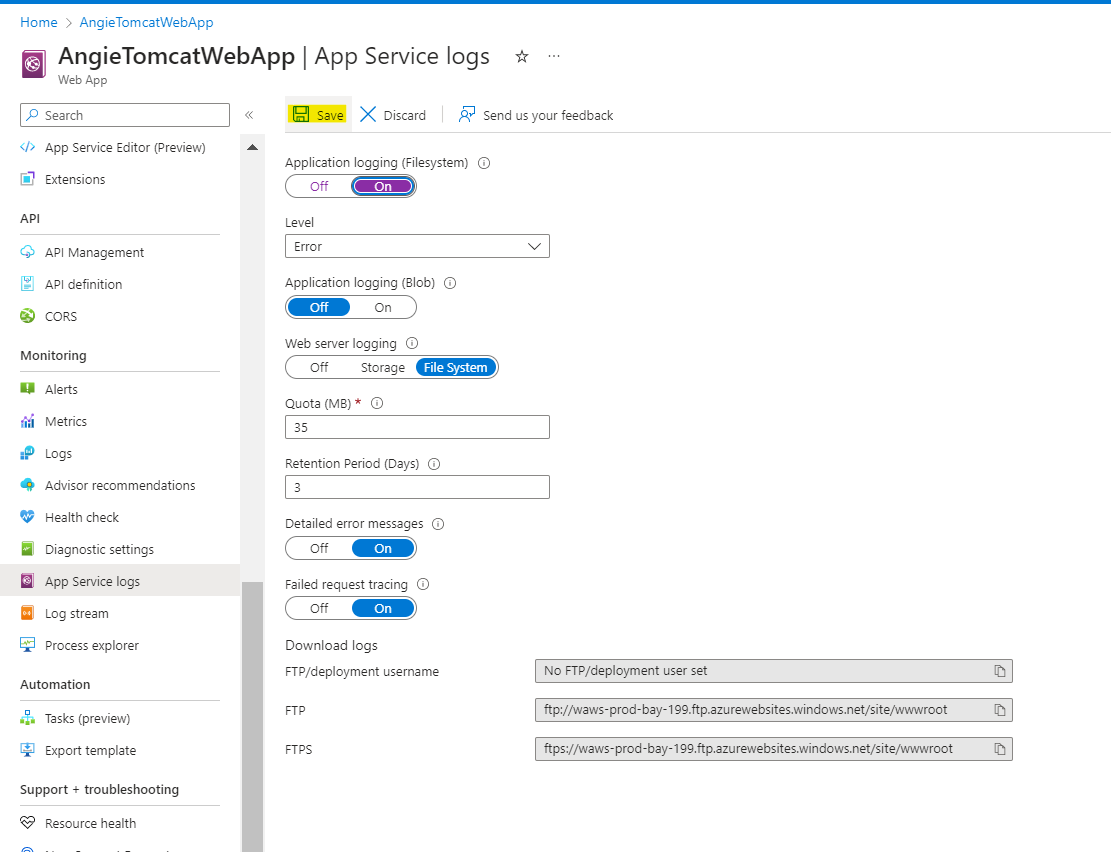 Home > AngieTomcatWebApp
AngieTomcatWebApp | App Service logs ☆ ...
Web App
Search «
App Service Editor (Preview)
Extensions
API
API Management
API definition
CORS
Monitoring
Alerts
Metrics
Logs
Advisor recommendations
Health check
Diagnostic settings
App Service logs
Log stream
Process explorer
Automation
Tasks (preview)
Export template
Support + troubleshooting
Resource health
Save Discard Send us your feedback
Application logging (Filesystem)
Off On
Level
Error
Application logging (Blob)
Off On
Web server logging
Off Storage File System
Quota (MB) *
35
Retention Period (Days)
3
Detailed error messages
Off On
Failed request tracing
Off On
Download logs
FTP/deployment username No FTP/deployment user set
FTP ftp://waws-prod-bay-199.ftp.azurewebsites.windows.net/site/wwwroot
FTPS ftps://waws-prod-bay-199.ftp.azurewebsites.windows.net/site/wwwroot